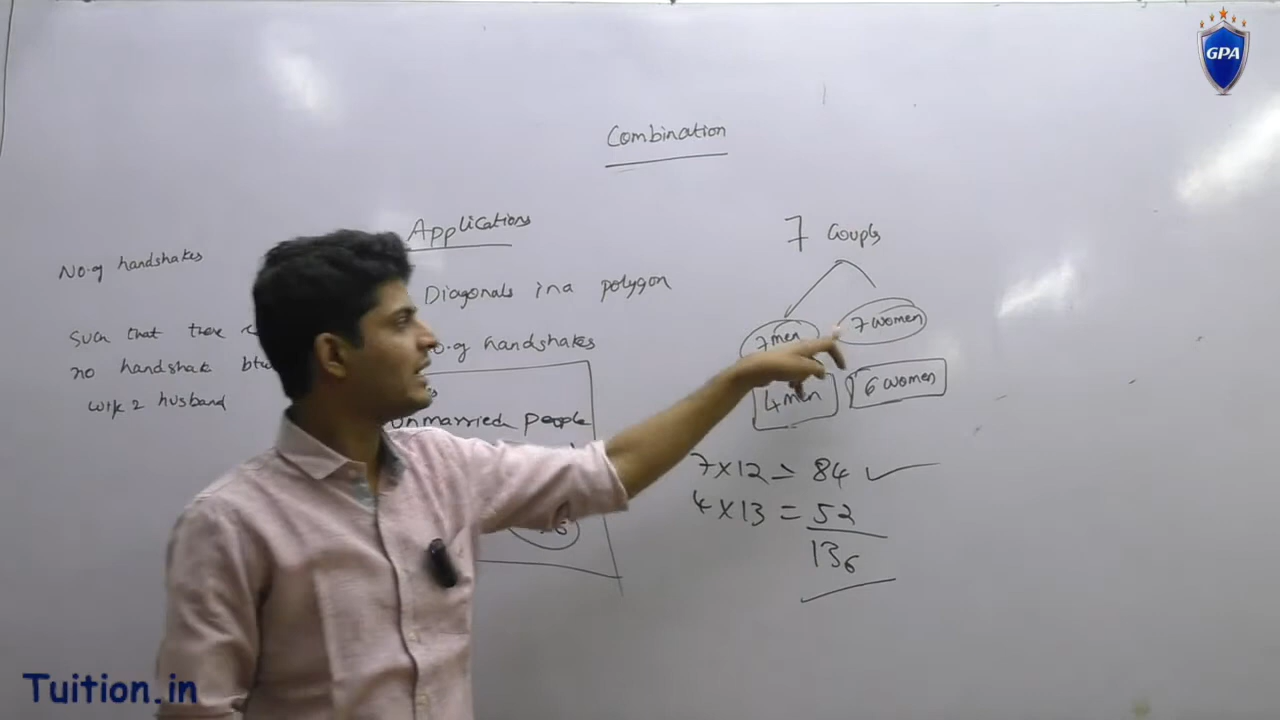 GPA
Combination
No.of handshakes
Such that there
no handshak btw
wife 2 husband
Applications
Diagonals in a polygon
No.of handshakes
unmarried people
7 couples
7 men
7 women
4 men
6 women
7 x 12 = 84 ✓
4 x 13 = 52
136
Tuition.in